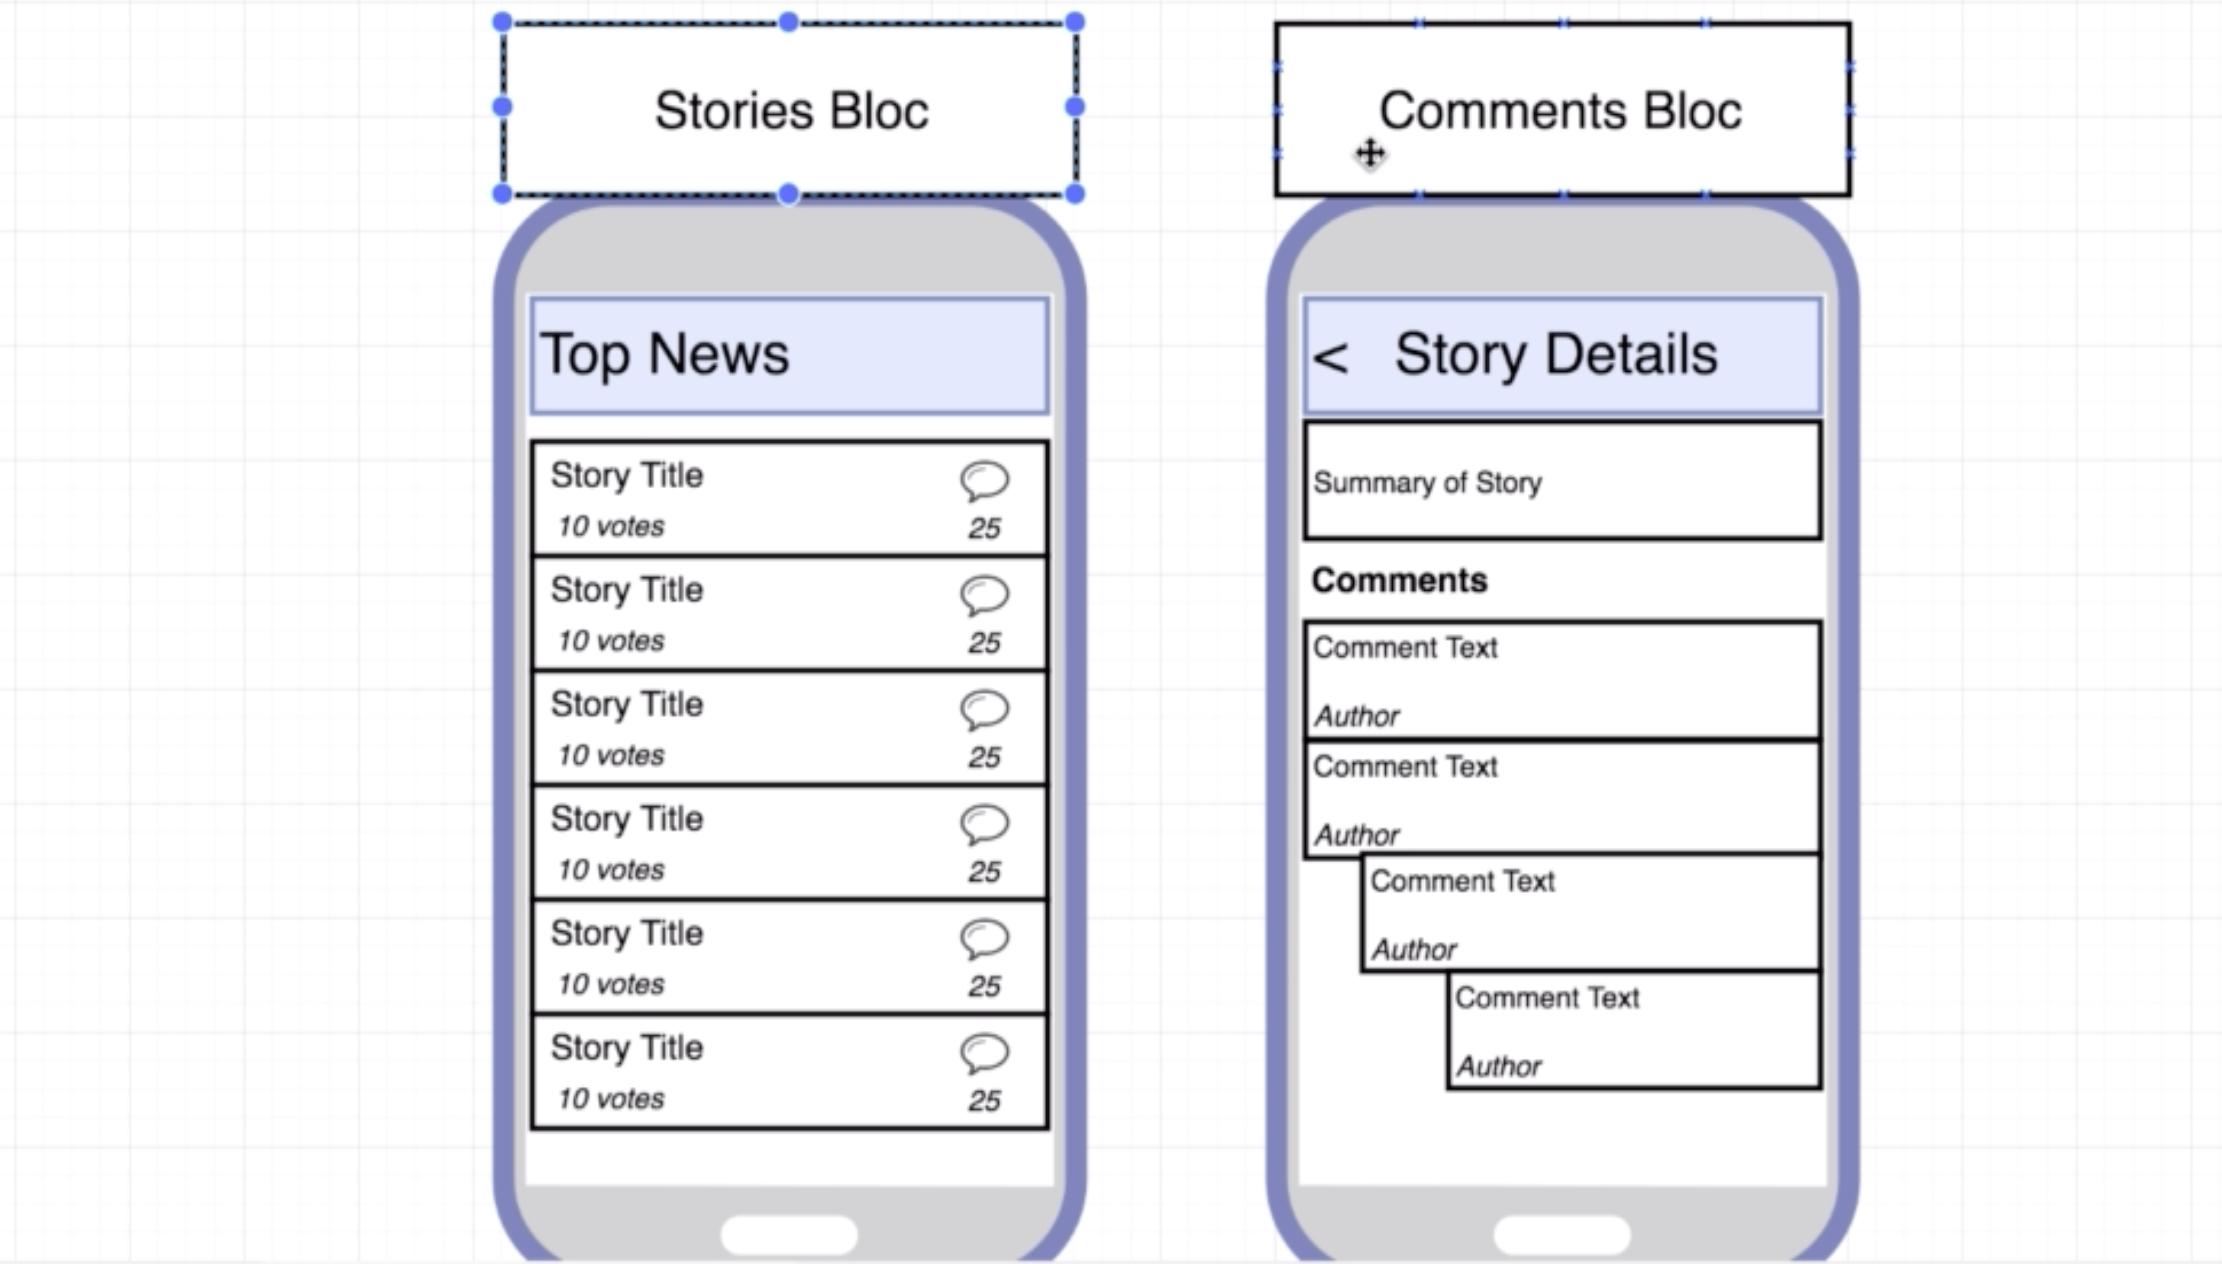 Stories Bloc
Top News
Story Title
10 votes
25
Story Title
10 votes
25
Story Title
10 votes
25
Story Title
10 votes
25
Story Title
10 votes
25
Story Title
10 votes
25
Comments Bloc
< Story Details
Summary of Story
Comments
Comment Text
Author
Comment Text
Author
Comment Text
Author
Comment Text
Author